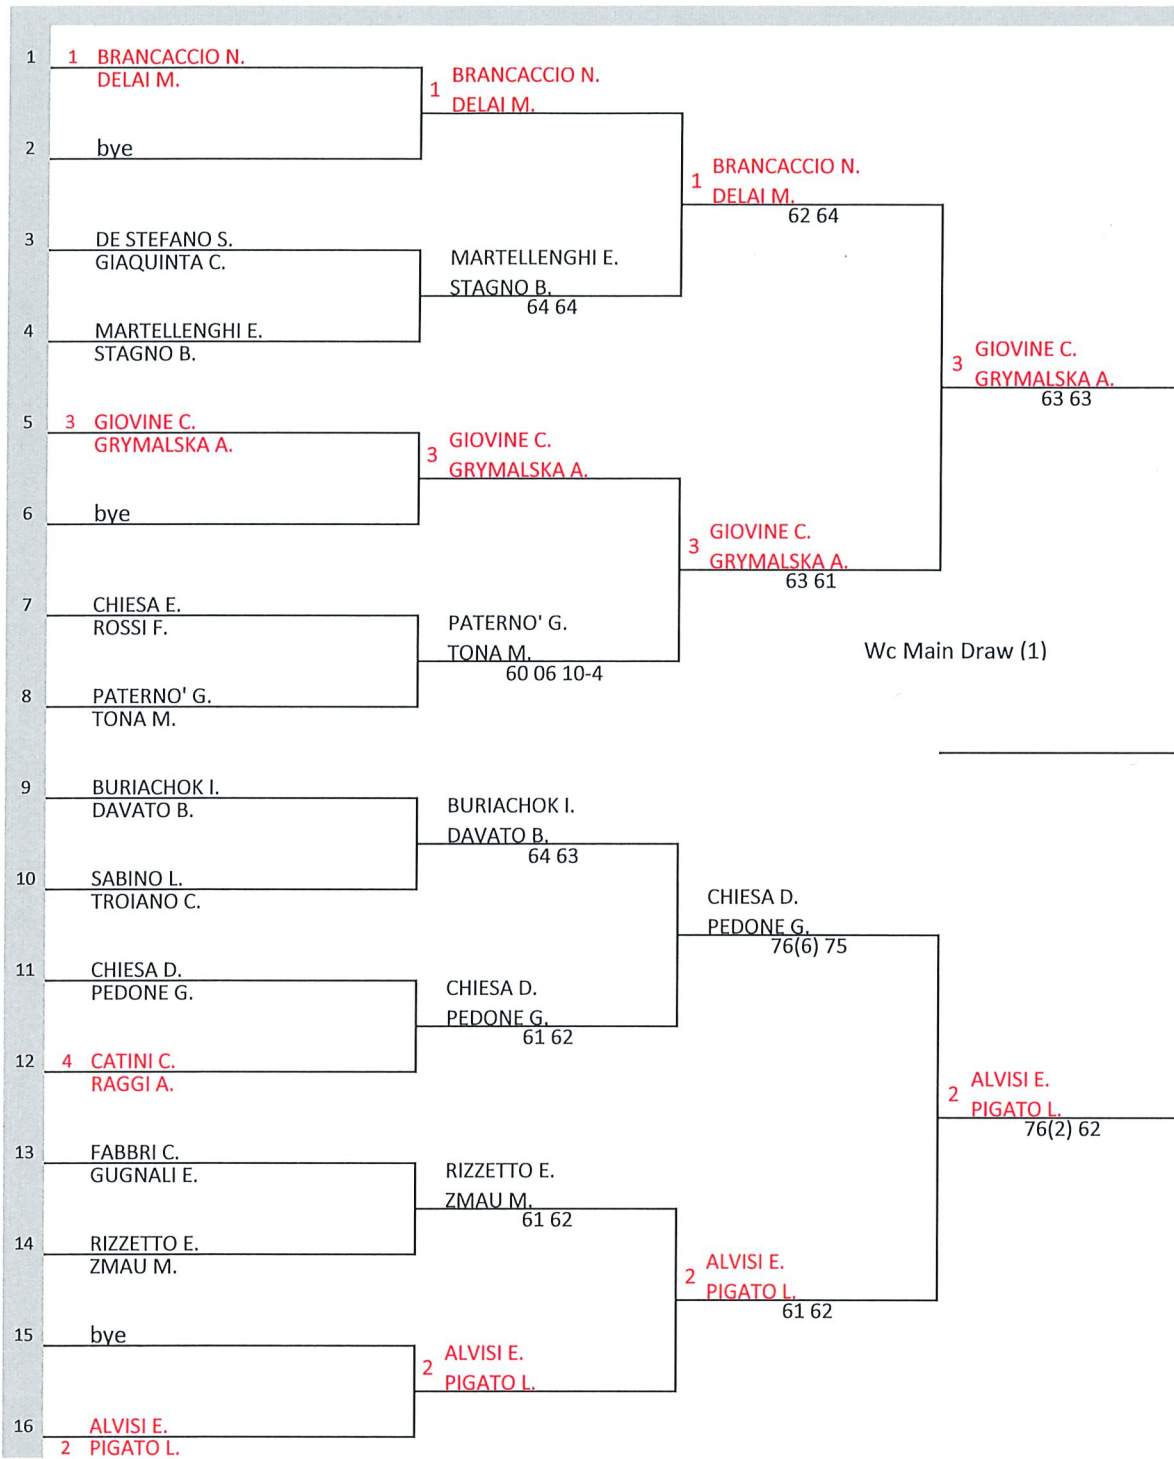 1 1 BRANCACCIO N.
DELAI M.
1 BRANCACCIO N.
DELAI M.
2 bye
1 BRANCACCIO N.
DELAI M.
62 64
3 DE STEFANO S.
GIAQUINTA C.
MARTELLENGHI E.
STAGNO B.
64 64
4 MARTELLENGHI E.
STAGNO B.
3 GIOVINE C.
GRYMALSKA A.
63 63
5 3 GIOVINE C.
GRYMALSKA A.
3 GIOVINE C.
GRYMALSKA A.
6 bye
3 GIOVINE C.
GRYMALSKA A.
63 61
7 CHIESA E.
ROSSI F.
PATERNO' G.
TONA M.
60 06 10-4
Wc Main Draw (1)
8 PATERNO' G.
TONA M.
9 BURIACHOK I.
DAVATO B.
BURIACHOK I.
DAVATO B.
64 63
10 SABINO L.
TROIANO C.
CHIESA D.
PEDONE G.
76(6) 75
11 CHIESA D.
PEDONE G.
CHIESA D.
PEDONE G.
61 62
12 4 CATINI C.
RAGGI A.
2 ALVISI E.
PIGATO L.
76(2) 62
13 FABBRI C.
GUGNALI E.
RIZZETTO E.
ZMAU M.
61 62
14 RIZZETTO E.
ZMAU M.
2 ALVISI E.
PIGATO L.
61 62
15 bye
2 ALVISI E.
PIGATO L.
16 ALVISI E.
2 PIGATO L.